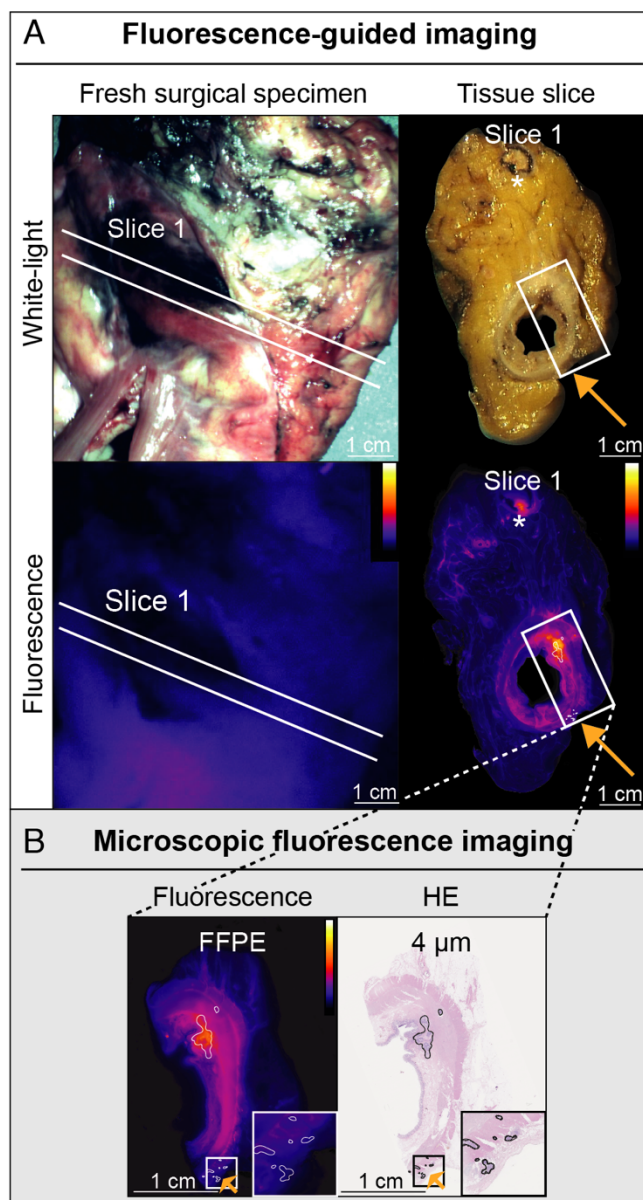 A Fluorescence-guided imaging
Fresh surgical specimen
Tissue slice
White-light
Slice 1
1 cm
Slice 1
*
1 cm
Fluorescence
Slice 1
1 cm
Slice 1
*
1 cm
B Microscopic fluorescence imaging
Fluorescence
HE
FFPE
4 µm
1 cm
1 cm